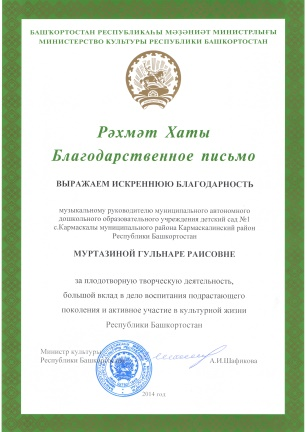 БАШҠОРТОСТАН РЕСПУБЛИКАҺЫ МӘҘӘНИӘТ МИНИСТРЛЫҒЫ
МИНИСТЕРСТВО КУЛЬТУРЫ РЕСПУБЛИКИ БАШКОРТОСТАН
Рәхмәт Хаты
Благодарственное письмо
ВЫРАЖАЕМ ИСКРЕННЮЮ БЛАГОДАРНОСТЬ
музыкальному руководителю муниципального автономного
дошкольного образовательного учреждения детский сад №1
с.Кармаскалы муниципального района Кармаскалинский район
Республики Башкортостан
МУРТАЗИНОЙ ГУЛЬНАРЕ РАИСОВНЕ
за плодотворную творческую деятельность,
большой вклад в дело воспитания подрастающего
поколения и активное участие в культурной жизни
Республики Башкортостан
Министр культуры
Республики Башкортостан А.И.Шафикова
2014 год